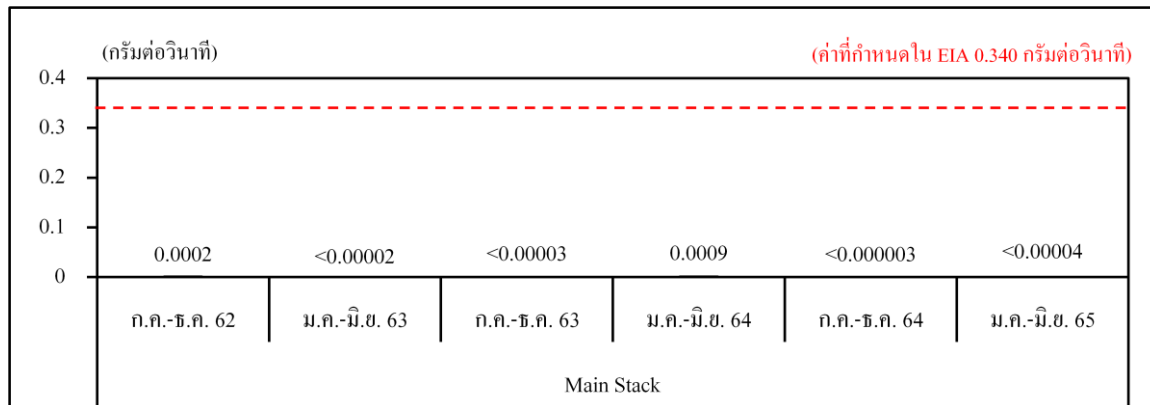 (กรัมต่อวินาที) (ค่าที่กำหนดใน EIA 0.340 กรัมต่อวินาที)
0.4
0.3
0.2
0.1
0.0002 <0.00002 <0.00003 0.0009 <0.000003 <0.00004
0
ก.ค.-ธ.ค. 62 ม.ค.-มิ.ย. 63 ก.ค.-ธ.ค. 63 ม.ค.-มิ.ย. 64 ก.ค.-ธ.ค. 64 ม.ค.-มิ.ย. 65
Main Stack